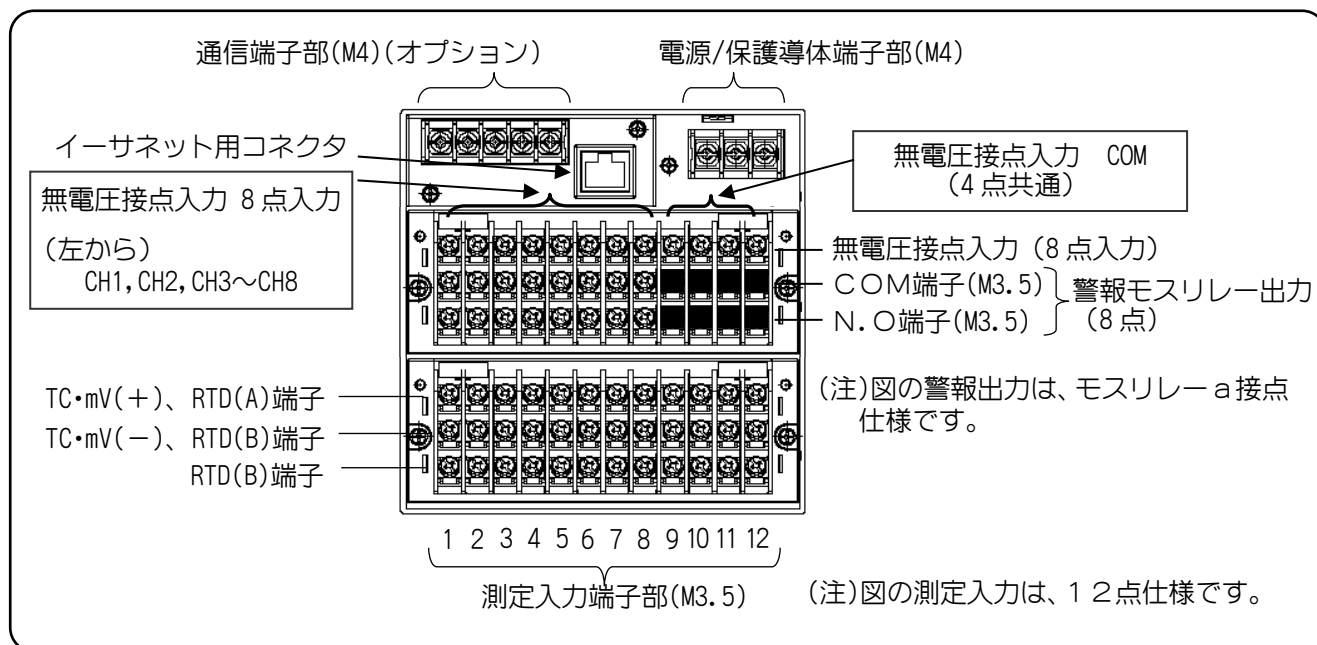 通信端子部(M4)(オプション)
電源/保護導体端子部(M4)
イーサネット用コネクタ
無電圧接点入力 8点入力
(左から)
CH1,CH2,CH3～CH8
無電圧接点入力 COM
(4点共通)
無電圧接点入力 (8点入力)
COM端子(M3.5)
N.O端子(M3.5)
警報モスリレー出力
(8点)
TC・mV(＋)、RTD(A)端子
TC・mV(－)、RTD(B)端子
RTD(B)端子
(注)図の警報出力は、モスリレーa接点
仕様です。
1 2 3 4 5 6 7 8 9 10 11 12
測定入力端子部(M3.5)
(注)図の測定入力は、12点仕様です。